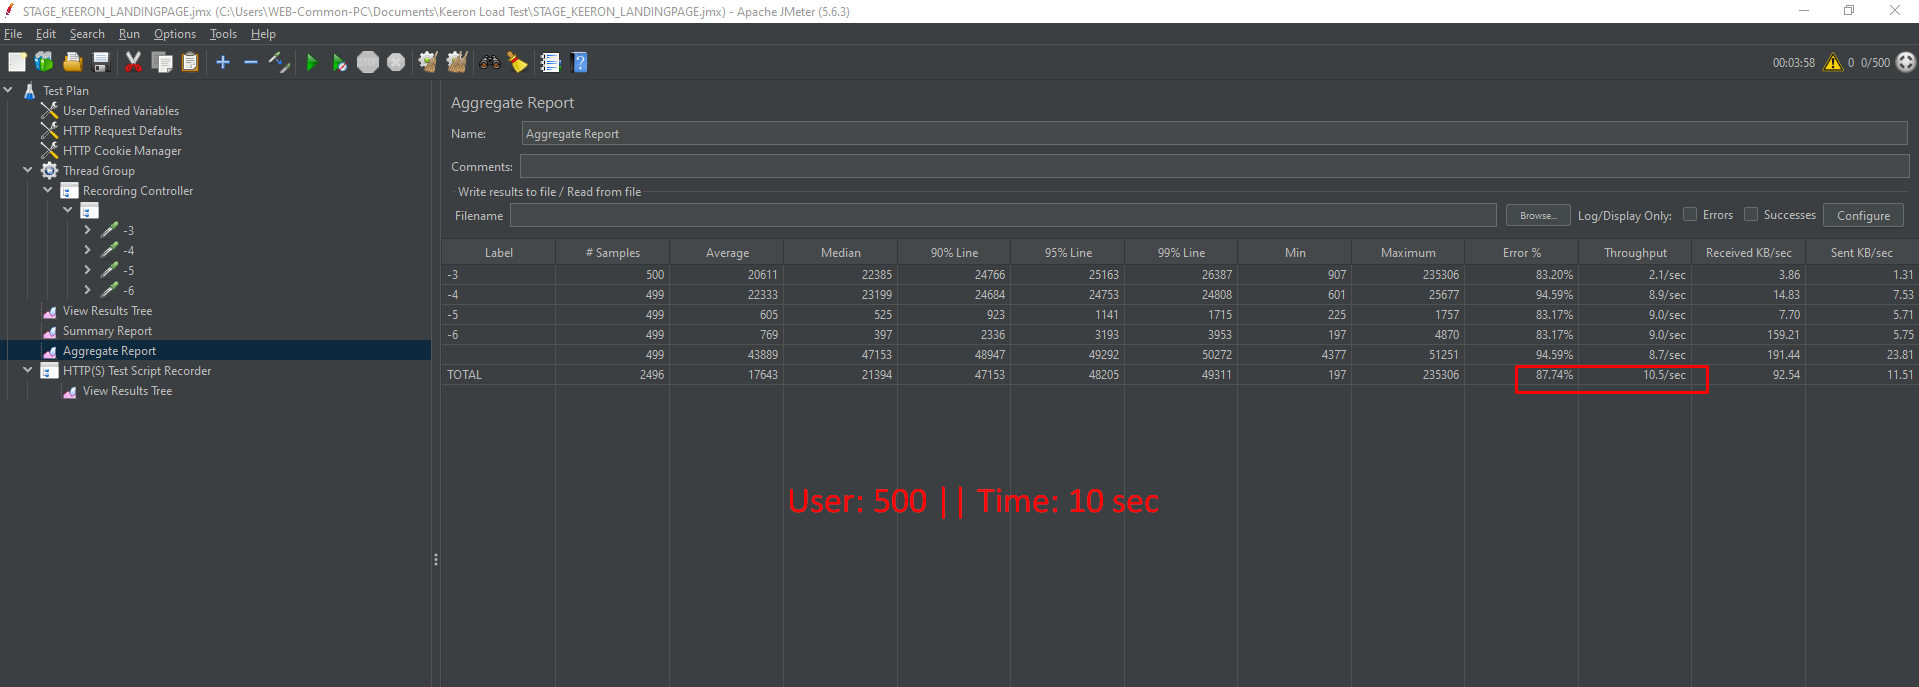 STAGE_KEERON_LANDINGPAGE.jmx (C:\Users\WEB-Common-PC\Documents\Keeron Load Test\STAGE_KEERON_LANDINGPAGE.jmx) - Apache JMeter (5.6.3)
File Edit Search Run Options Tools Help
00:03:58 0 0/500
Test Plan
User Defined Variables
HTTP Request Defaults
HTTP Cookie Manager
Thread Group
Recording Controller
-3
-4
-5
-6
View Results Tree
Summary Report
Aggregate Report
HTTP(S) Test Script Recorder
View Results Tree
Aggregate Report
Name: Aggregate Report
Comments:
Write results to file / Read from file
Filename Browse... Log/Display Only: Errors Successes Configure
Label # Samples Average Median 90% Line 95% Line 99% Line Min Maximum Error % Throughput Received KB/sec Sent KB/sec
-3 500 20611 22385 24766 25163 26387 907 235306 83.20% 2.1/sec 3.86 1.31
-4 499 22333 23199 24684 24753 24808 601 25677 94.59% 8.9/sec 14.83 7.53
-5 499 605 525 923 1141 1715 225 1757 83.17% 9.0/sec 7.70 5.71
-6 499 769 397 2336 3193 3953 197 4870 83.17% 9.0/sec 159.21 5.75
499 43889 47153 48947 49292 50272 4377 51251 94.59% 8.7/sec 191.44 23.81
TOTAL 2496 17643 21394 47153 48205 49311 197 235306 87.74% 10.5/sec 92.54 11.51
User: 500 || Time: 10 sec